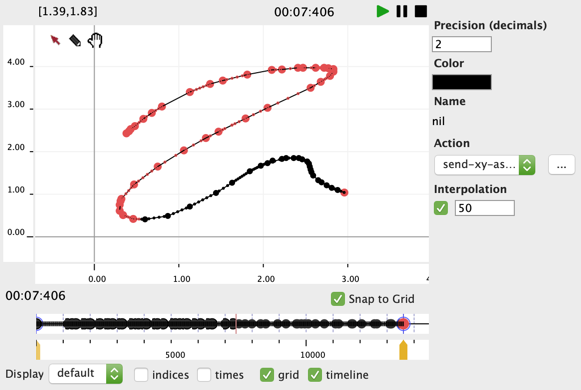 [1.39,1.83] 00:07:406
Precision (decimals)
2
Color
Name
nil
Action
send-xy-as... ...
Interpolation
50
4.00
3.00
2.00
1.00
0.00
0.00 1.00 2.00 3.00 4
00:07:406
Snap to Grid
5000 10000
Display default indices times grid timeline